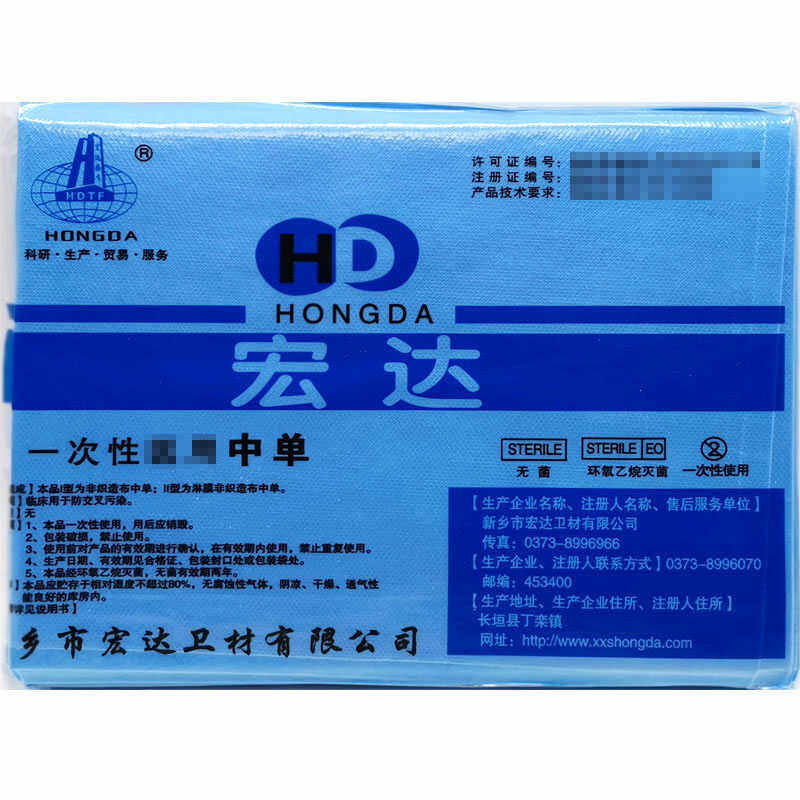 HDTF
®
HONGDA
科研·生产·贸易·服务
许可证编号:
注册证编号:
产品技术要求:
HD
HONGDA
宏达
一次性 中单
成】本品I型为非织造布中单;II型为淋膜非织造布中单。
】临床用于防交叉污染。
】无
】1、本品一次性使用,用后应销毁。
2、包装破损,禁止使用。
3、使用前对产品的有效期进行确认,在有效期内使用,禁止重复使用。
4、生产日期、有效期见合格证、包装封口处或包装袋处。
5、本品经环氧乙烷灭菌,无菌有效期两年。
】本品应贮存于相对湿度不超过80%,无腐蚀性气体,阴凉、干燥、通气性
能良好的库房内。
详见说明书】
乡市宏达卫材有限公司
STERILE
STERILE EO
2
无菌
环氧乙烷灭菌
一次性使用
【生产企业名称、注册人名称、售后服务单位】
新乡市宏达卫材有限公司
传真:0373-8996966
【生产企业、注册人联系方式】0373-8996070
邮编:453400
【生产地址、生产企业住所、注册人住所】
长垣县丁栾镇
网址:http://www.xxshongda.com